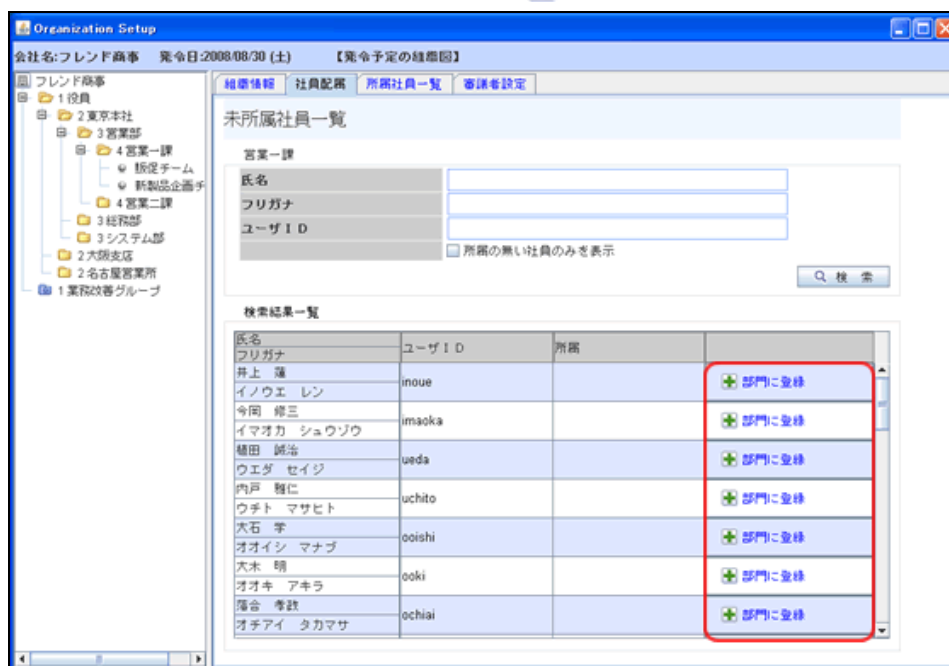 Organization Setup
会社名:フレンド商事 発令日:2008/08/30 (土) 【発令予定の組織図】
フレンド商事
1 役員
2 東京本社
3 営業部
4 営業一課
販促チーム
新製品企画チ
4 営業二課
3 総務部
3 システム部
2 大阪支店
2 名古屋営業所
1 業務改善グループ
組織情報 社員配属 所属社員一覧 審議者設定
未所属社員一覧
営業一課
氏名
フリガナ
ユーザID
所属の無い社員のみを表示
検 索
検索結果一覧
氏名
フリガナ
ユーザID
所属
井上 蓮
イノウエ レン
inoue
部門に登録
今岡 修三
イマオカ シュウゾウ
imaoka
部門に登録
植田 誠治
ウエダ セイジ
ueda
部門に登録
内戸 雅仁
ウチト マサヒト
uchito
部門に登録
大石 学
オオイシ マナブ
ooishi
部門に登録
大木 明
オオキ アキラ
ooki
部門に登録
落合 孝政
オチアイ タカマサ
ochiai
部門に登録